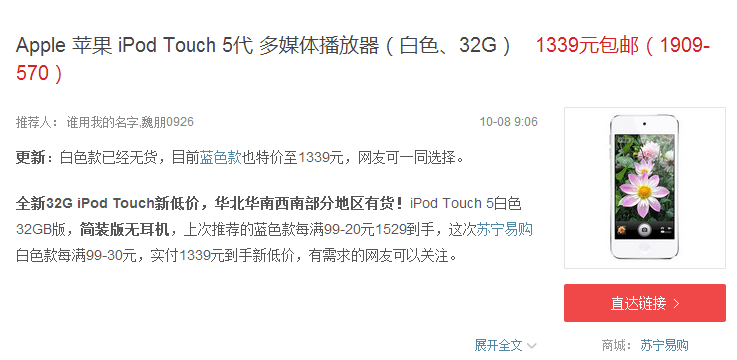 Apple 苹果 iPod Touch 5代 多媒体播放器（白色、32G） 1339元包邮（1909-
570）
推荐人： 谁用我的名字,魏朋0926 10-08 9:06
更新：白色款已经无货，目前蓝色款也特价至1339元，网友可一同选择。
全新32G iPod Touch新低价，华北华南西南部分地区有货！iPod Touch 5白色
32GB版，简装版无耳机，上次推荐的蓝色款每满99-20元1529到手，这次苏宁易购
白色款每满99-30元，实付1339元到手新低价，有需求的网友可以关注。
直达链接
展开全文
商城： 苏宁易购